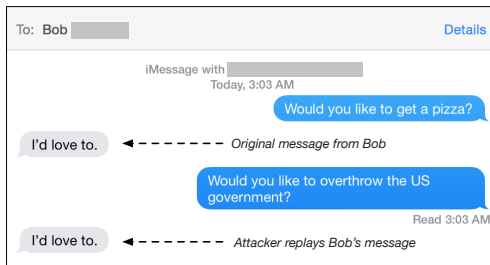 To: Bob
Details
iMessage with
Today, 3:03 AM
Would you like to get a pizza?
I'd love to.
Original message from Bob
Would you like to overthrow the US
government?
Read 3:03 AM
I'd love to.
Attacker replays Bob's message